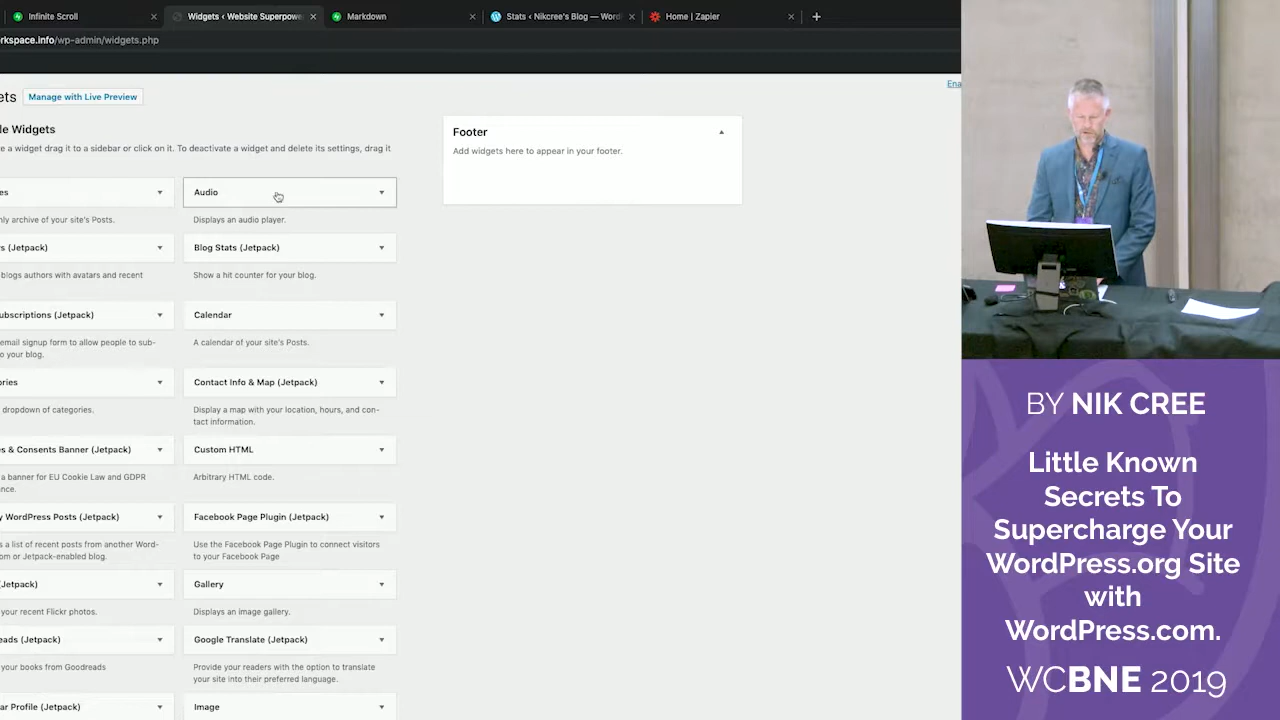 Infinite Scroll
Widgets ‹ Website Superpowe
Markdown
Stats ‹ Nikcree's Blog — Word
Home | Zapier
rkspace.info/wp-admin/widgets.php
ets
Manage with Live Preview
Ena
le Widgets
e a widget drag it to a sidebar or click on it. To deactivate a widget and delete its settings, drag it
Footer
Add widgets here to appear in your footer.
es
Audio
nly archive of your site's Posts.
Displays an audio player.
s (Jetpack)
Blog Stats (Jetpack)
blogs authors with avatars and recent
Show a hit counter for your blog.
ubscriptions (Jetpack)
Calendar
email signup form to allow people to sub-
o your blog.
A calendar of your site's Posts.
ories
Contact Info & Map (Jetpack)
dropdown of categories.
Display a map with your location, hours, and con-
tact information.
s & Consents Banner (Jetpack)
Custom HTML
a banner for EU Cookie Law and GDPR
nce.
Arbitrary HTML code.
y WordPress Posts (Jetpack)
Facebook Page Plugin (Jetpack)
s a list of recent posts from another Word-
om or Jetpack-enabled blog.
Use the Facebook Page Plugin to connect visitors
to your Facebook Page
(Jetpack)
Gallery
your recent Flickr photos.
Displays an image gallery.
eads (Jetpack)
Google Translate (Jetpack)
your books from Goodreads
Provide your readers with the option to translate
your site into their preferred language.
ar Profile (Jetpack)
Image
BY NIK CREE
Little Known
Secrets To
Supercharge Your
WordPress.org Site
with
WordPress.com.
WCBNE 2019